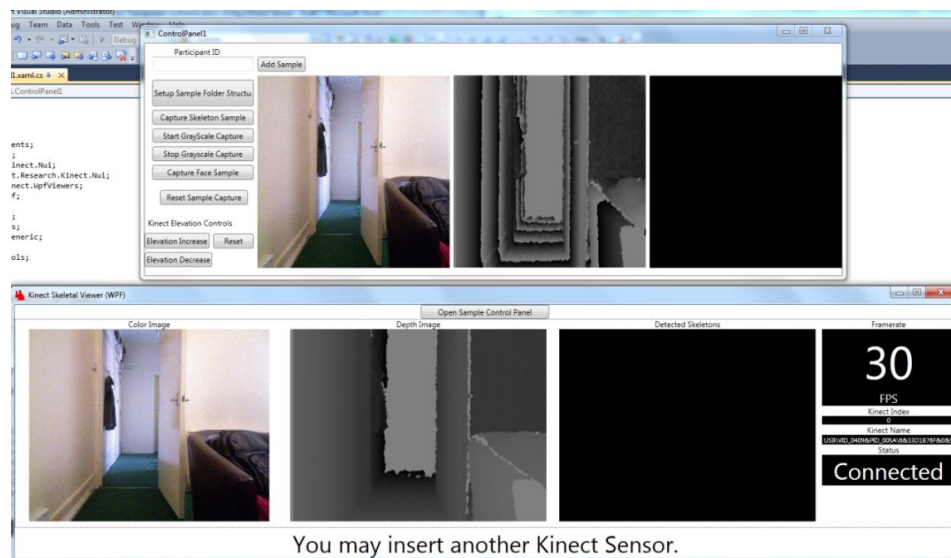 t Visual Studio (Administrator)
ug Team Data Tools Test Window Help
Debug
l1.xaml.cs
s.ControlPanel1
ents;
;
inect.Nui;
t.Research.Kinect.Nui;
nect.WpfViewers;
f;
;
s;
eneric;
ols;
ControlPanel1
Participant ID
Add Sample
Setup Sample Folder Structu
Capture Skeleton Sample
Start GrayScale Capture
Stop Grayscale Capture
Capture Face Sample
Reset Sample Capture
Kinect Elevation Controls
Elevation Increase Reset
Elevation Decrease
Kinect Skeletal Viewer (WPF)
Open Sample Control Panel
Color Image Depth Image Detected Skeletons Framerate
30
FPS
Kinect Index
0
Kinect Name
Status
Connected
You may insert another Kinect Sensor.